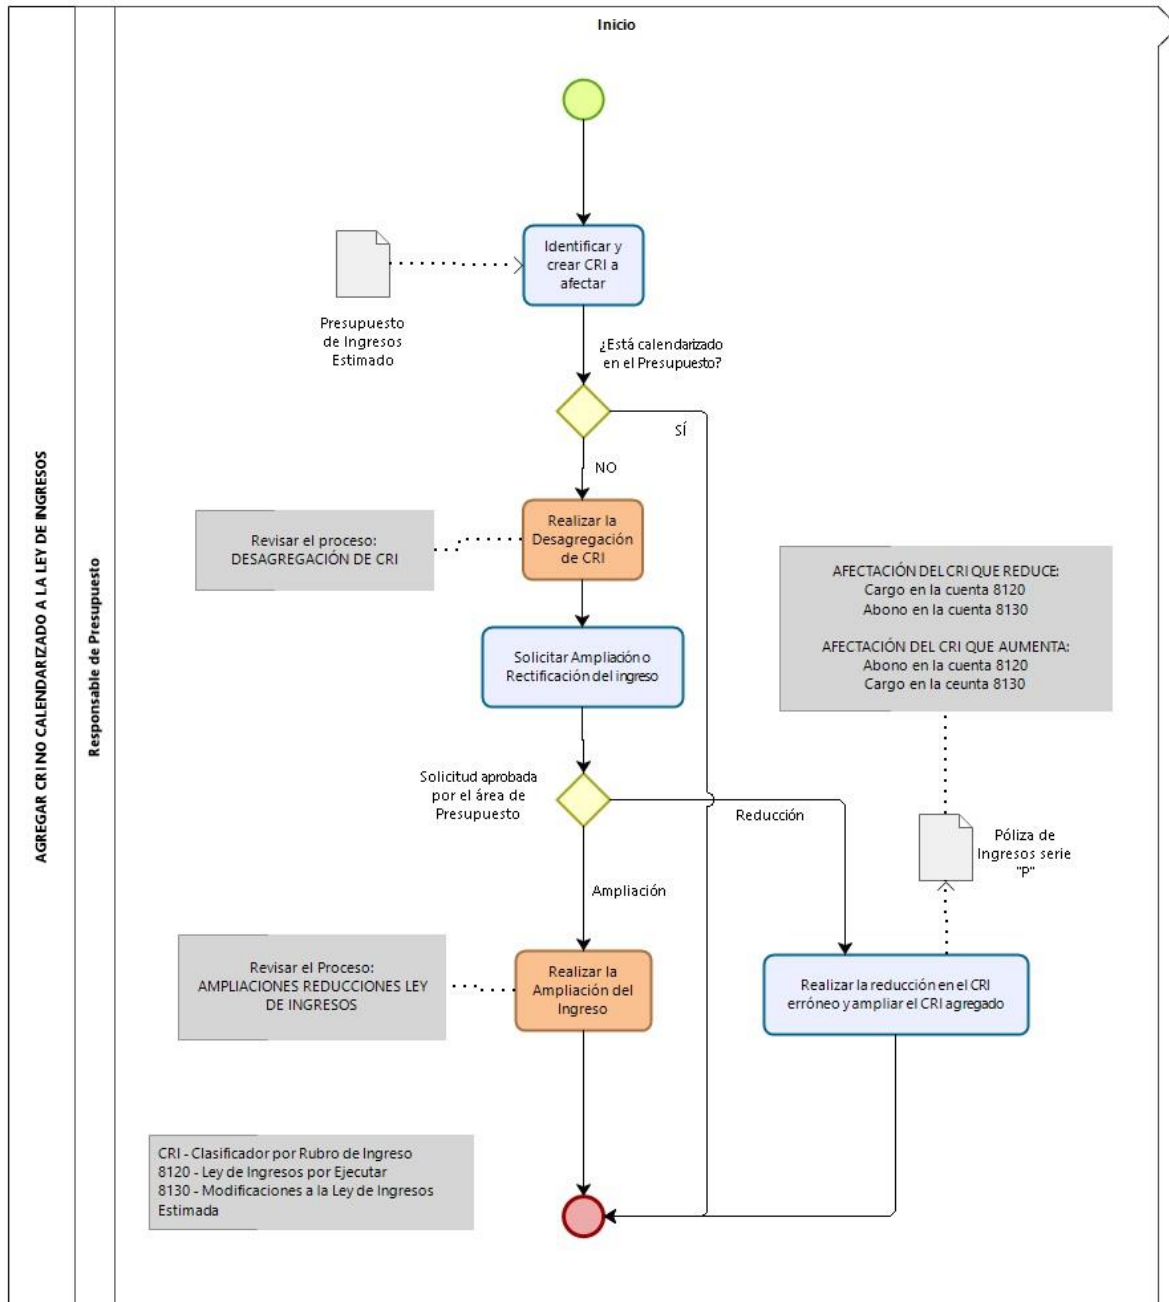 AGREGAR CRI NO CALENDARIZADO A LA LEY DE INGRESOS
Responsable de Presupuesto
Inicio
Identificar y
crear CRI a
afectar
Presupuesto
de Ingresos
Estimado
¿Está calendarizado
en el Presupuesto?
SÍ
NO
Realizar la
Desagregación
de CRI
Revisar el proceso:
DESAGREGACIÓN DE CRI
Solicitar Ampliación o
Rectificación del ingreso
AFECTACIÓN DEL CRI QUE REDUCE:
Cargo en la cuenta 8120
Abono en la cuenta 8130
AFECTACIÓN DEL CRI QUE AUMENTA:
Abono en la cuenta 8120
Cargo en la ceunta 8130
Solicitud aprobada
por el área de
Presupuesto
Reducción
Póliza de
Ingresos serie
"P"
Ampliación
Revisar el Proceso:
AMPLIACIONES REDUCCIONES LEY
DE INGRESOS
Realizar la
Ampliación del
Ingreso
Realizar la reducción en el CRI
erróneo y ampliar el CRI agregado
CRI - Clasificador por Rubro de Ingreso
8120 - Ley de Ingresos por Ejecutar
8130 - Modificaciones a la Ley de Ingresos
Estimada